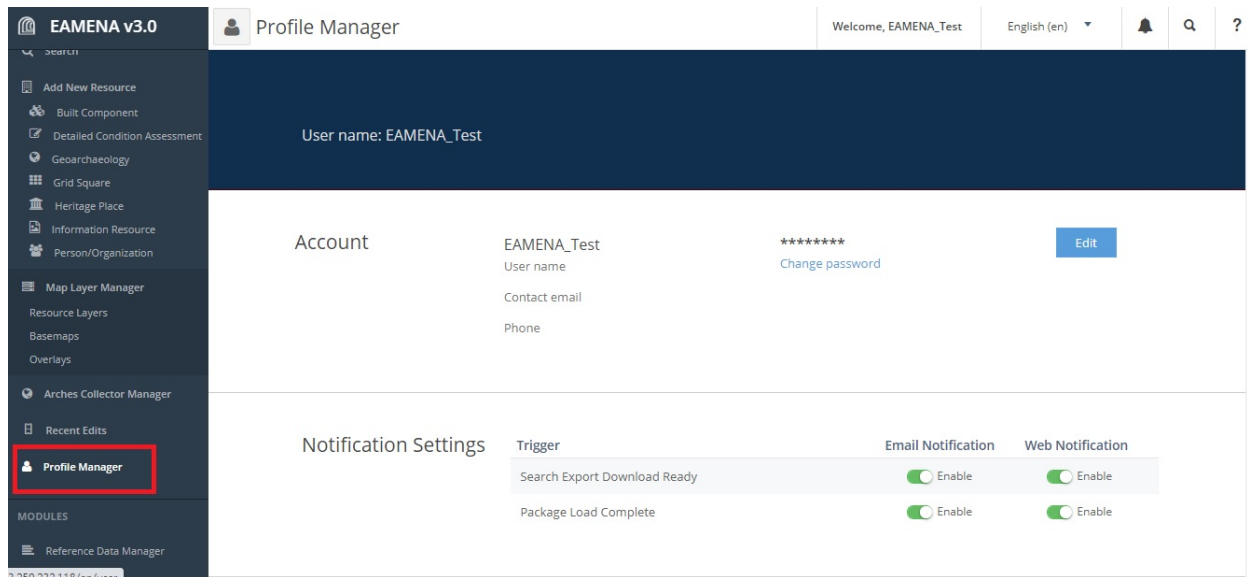 EAMENA v3.0
Search
Add New Resource
Built Component
Detailed Condition Assessment
Geoarchaeology
Grid Square
Heritage Place
Information Resource
Person/Organization
Map Layer Manager
Resource Layers
Basemaps
Overlays
Arches Collector Manager
Recent Edits
Profile Manager
MODULES
Reference Data Manager
Profile Manager
Welcome, EAMENA_Test
English (en)
?
User name: EAMENA_Test
Account
EAMENA_Test
User name
Contact email
Phone
********
Change password
Edit
Notification Settings
Trigger Email Notification Web Notification
Search Export Download Ready Enable Enable
Package Load Complete Enable Enable